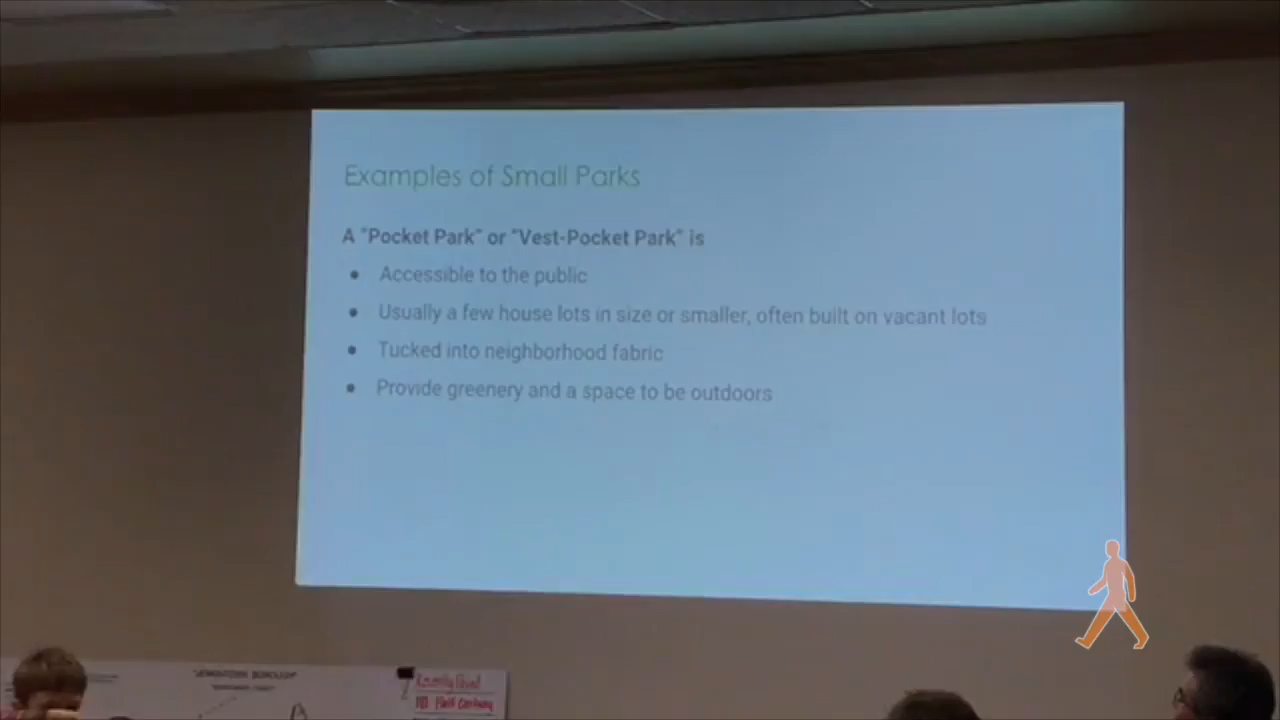 Examples of Small Parks
A "Pocket Park" or "Vest-Pocket Park" is
• Accessible to the public
• Usually a few house lots in size or smaller, often built on vacant lots
• Tucked into neighborhood fabric
• Provide greenery and a space to be outdoors